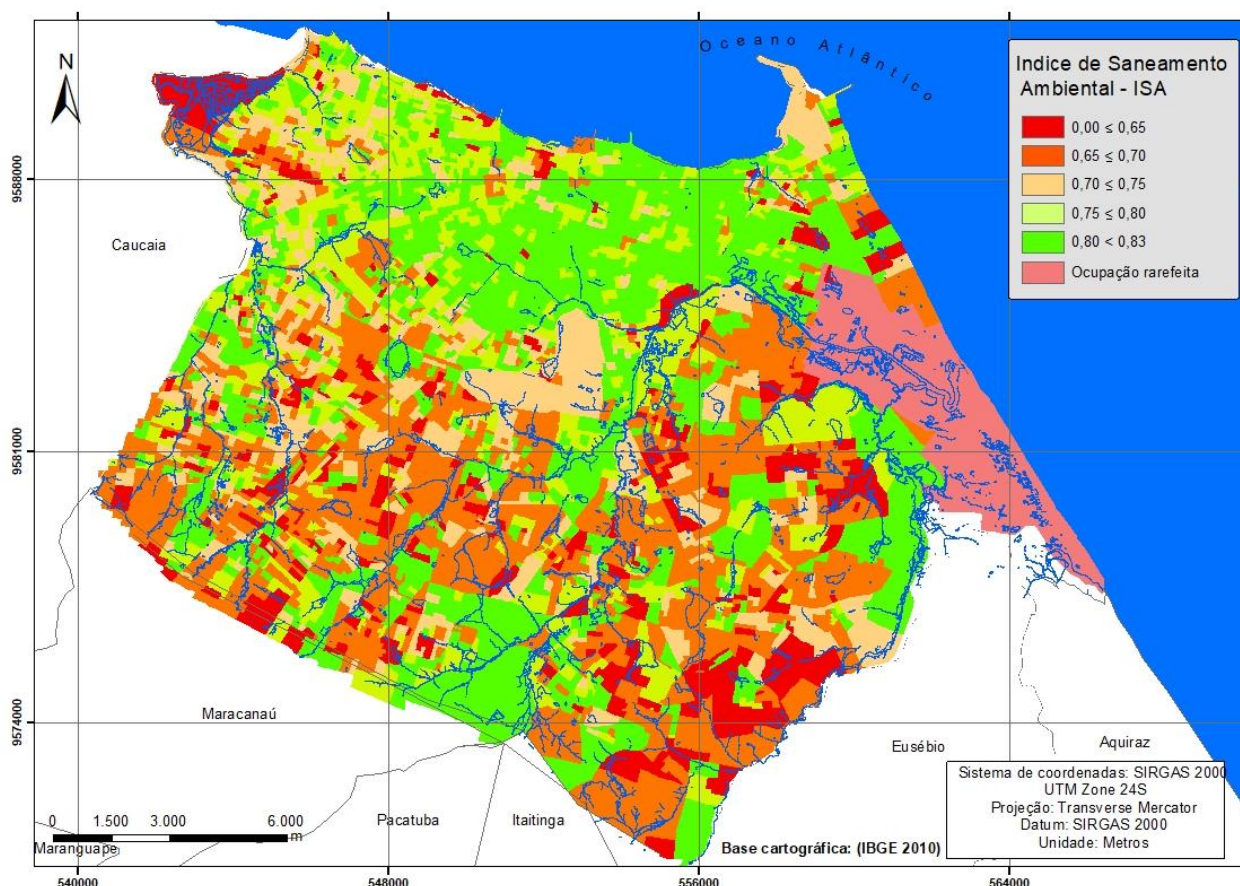 N
Oceano Atlântico
Indice de Saneamento
Ambiental - ISA
0,00 ≤ 0,65
0,65 ≤ 0,70
0,70 ≤ 0,75
0,75 ≤ 0,80
0,80 < 0,83
Ocupação rarefeita
9588000
Caucaia
9581000
9574000
Maracanaú
Eusébio
Aquiraz
Sistema de coordenadas: SIRGAS 2000
UTM Zone 24S
Projeção: Transverse Mercator
Datum: SIRGAS 2000
Unidade: Metros
0 1.500 3.000 6.000
m
Pacatuba
Itaitinga
Maranguape
Base cartográfica: (IBGE 2010)
540000
548000
556000
564000